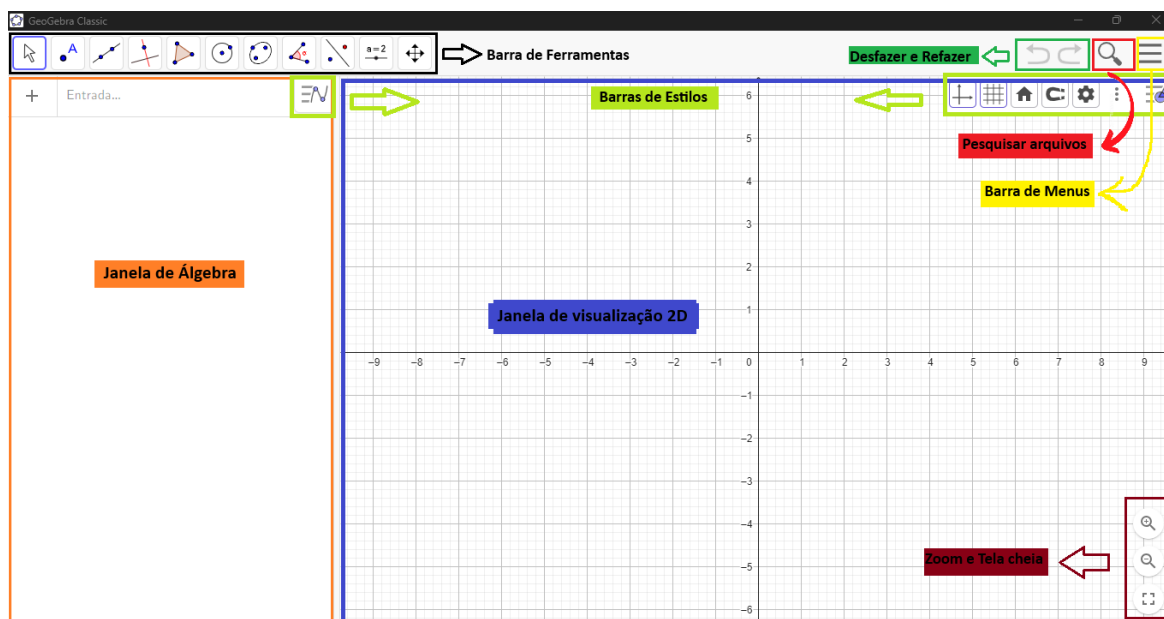 GeoGebra Classic
A
a=2
Barra de Ferramentas
Desfazer e Refazer
Entrada...
Barras de Estilos
Pesquisar arquivos
Barra de Menus
Janela de Álgebra
Janela de visualização 2D
Zoom e Tela cheia
6
5
4
3
2
1
–9 –8 –7 –6 –5 –4 –3 –2 –1 0 1 2 3 4 5 6 7 8 9
–1
–2
–3
–4
–5
–6